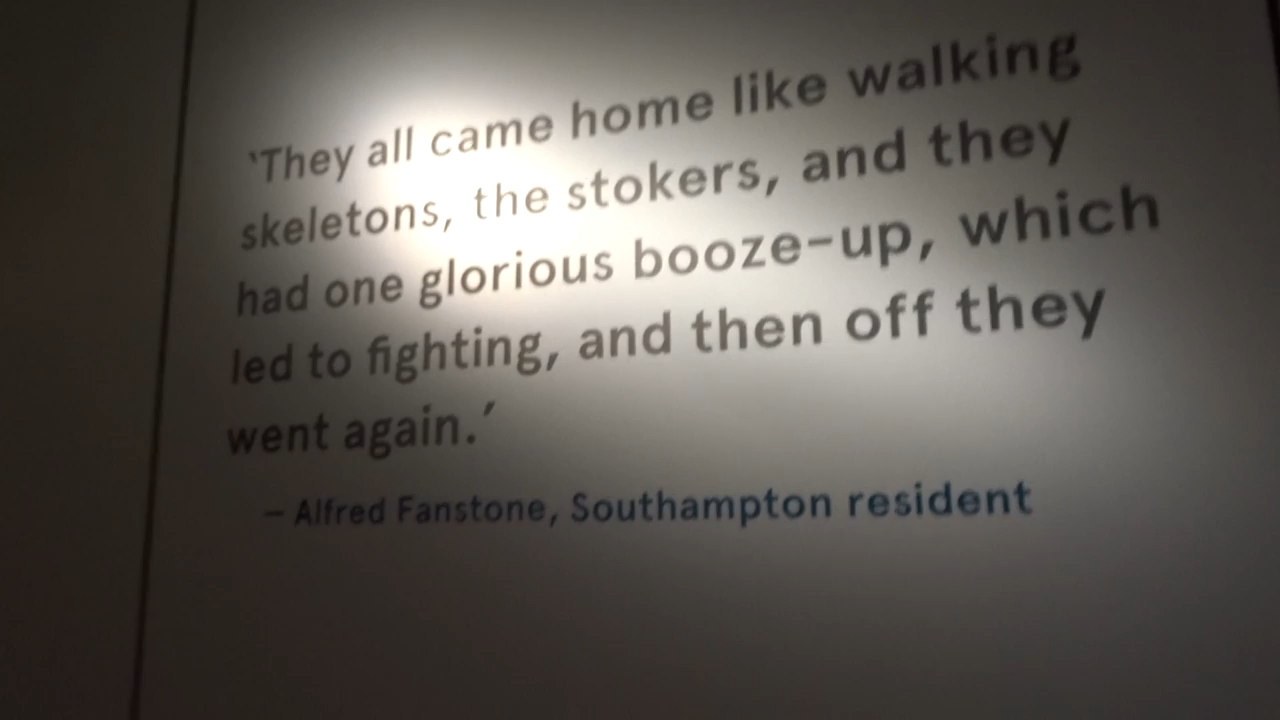 ‘They all came home like walking
skeletons, the stokers, and they
had one glorious booze-up, which
led to fighting, and then off they
went again.’
– Alfred Fanstone, Southampton resident